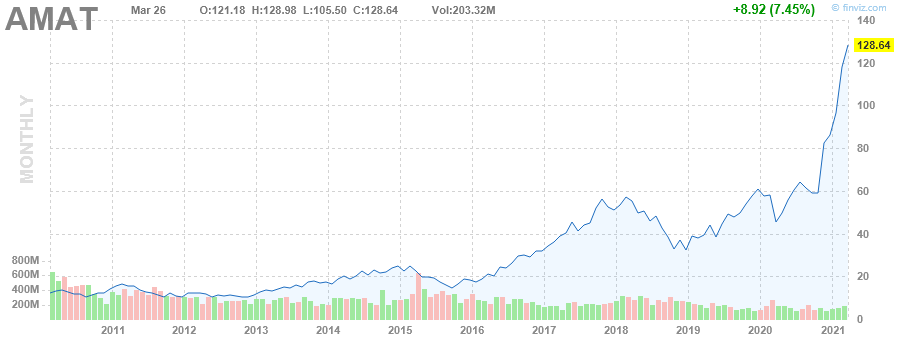 AMAT Mar 26 O:121.18 H:128.98 L:105.50 C:128.64 Vol:203.32M +8.92 (7.45%) © finviz.com
MONTHLY
140
128.64
120
100
80
60
40
20
0
800M
600M
400M
200M
2011 2012 2013 2014 2015 2016 2017 2018 2019 2020 2021